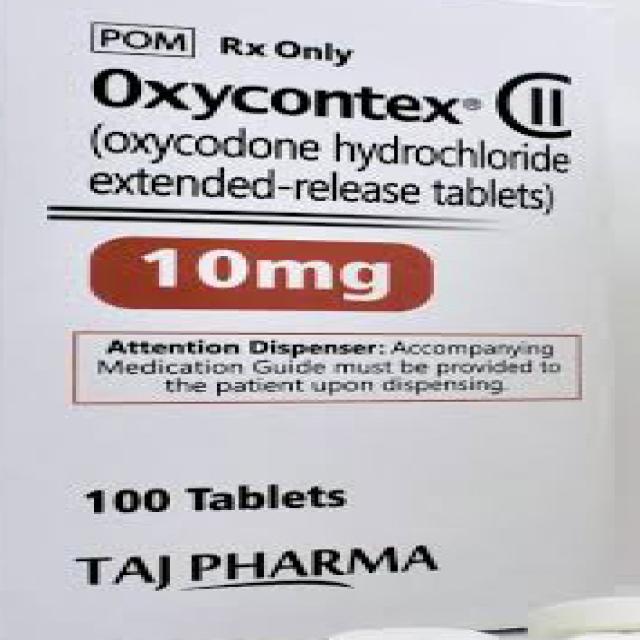 POM Rx Only
Oxycontex® CII
(oxycodone hydrochloride
extended-release tablets)
10mg
Attention Dispenser: Accompanying
Medication Guide must be provided to
the patient upon dispensing.
100 Tablets
TAJ PHARMA